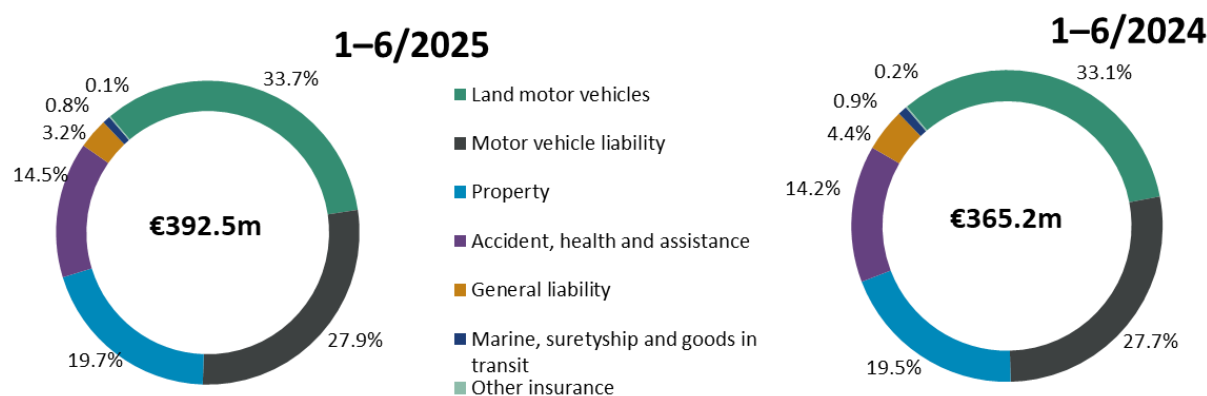 1–6/2025
33.7%
0.1%
0.8%
3.2%
14.5%
€392.5m
19.7%
27.9%
Land motor vehicles
Motor vehicle liability
Property
Accident, health and assistance
General liability
Marine, suretyship and goods in
transit
Other insurance
1–6/2024
33.1%
0.2%
0.9%
4.4%
14.2%
€365.2m
19.5%
27.7%